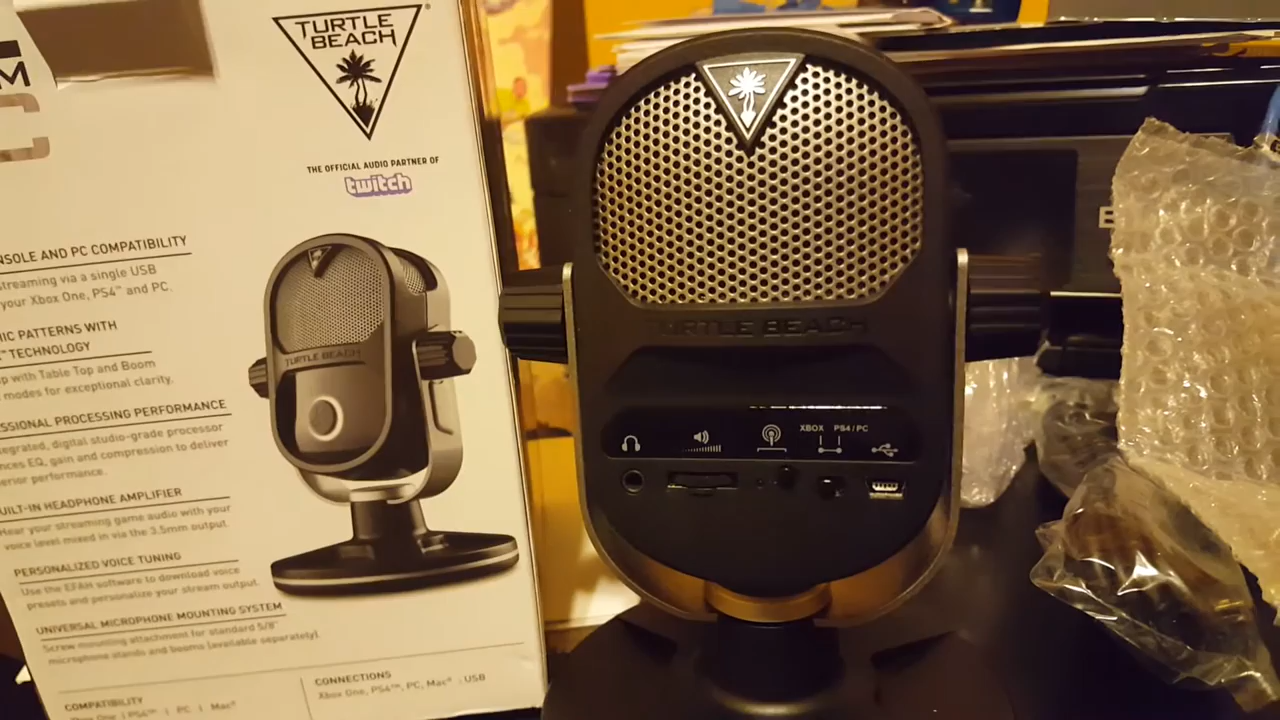 M
C
TURTLE
BEACH®
THE OFFICIAL AUDIO PARTNER OF
twitch
NSOLE AND PC COMPATIBILITY
streaming via a single USB
your Xbox One, PS4™ and PC.
IC PATTERNS WITH
™ TECHNOLOGY
p with Table Top and Boom
modes for exceptional clarity.
SSIONAL PROCESSING PERFORMANCE
egrated, digital studio-grade processor
nces EQ, gain and compression to deliver
erior performance.
UILT-IN HEADPHONE AMPLIFIER
Hear your streaming game audio with your
voice level mixed in via the 3.5mm output.
PERSONALIZED VOICE TUNING
Use the EFAH software to download voice
presets and personalize your stream output.
UNIVERSAL MICROPHONE MOUNTING SYSTEM
Screw mounting attachment for standard 5/8"
microphone stands and booms (available separately).
COMPATIBILITY
Xbox One | PS4™ | PC | Mac®
CONNECTIONS
Xbox One, PS4™, PC, Mac® : USB
TURTLE BEACH
TURTLE BEACH
XBOX PS4 / PC
E